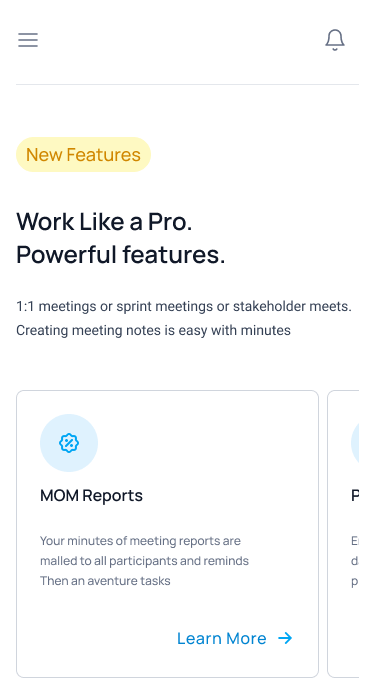 New Features
Work Like a Pro.
Powerful features.
1:1 meetings or sprint meetings or stakeholder meets.
Creating meeting notes is easy with minutes
MOM Reports
Your minutes of meeting reports are
malled to all participants and reminds
Then an aventure tasks
Learn More